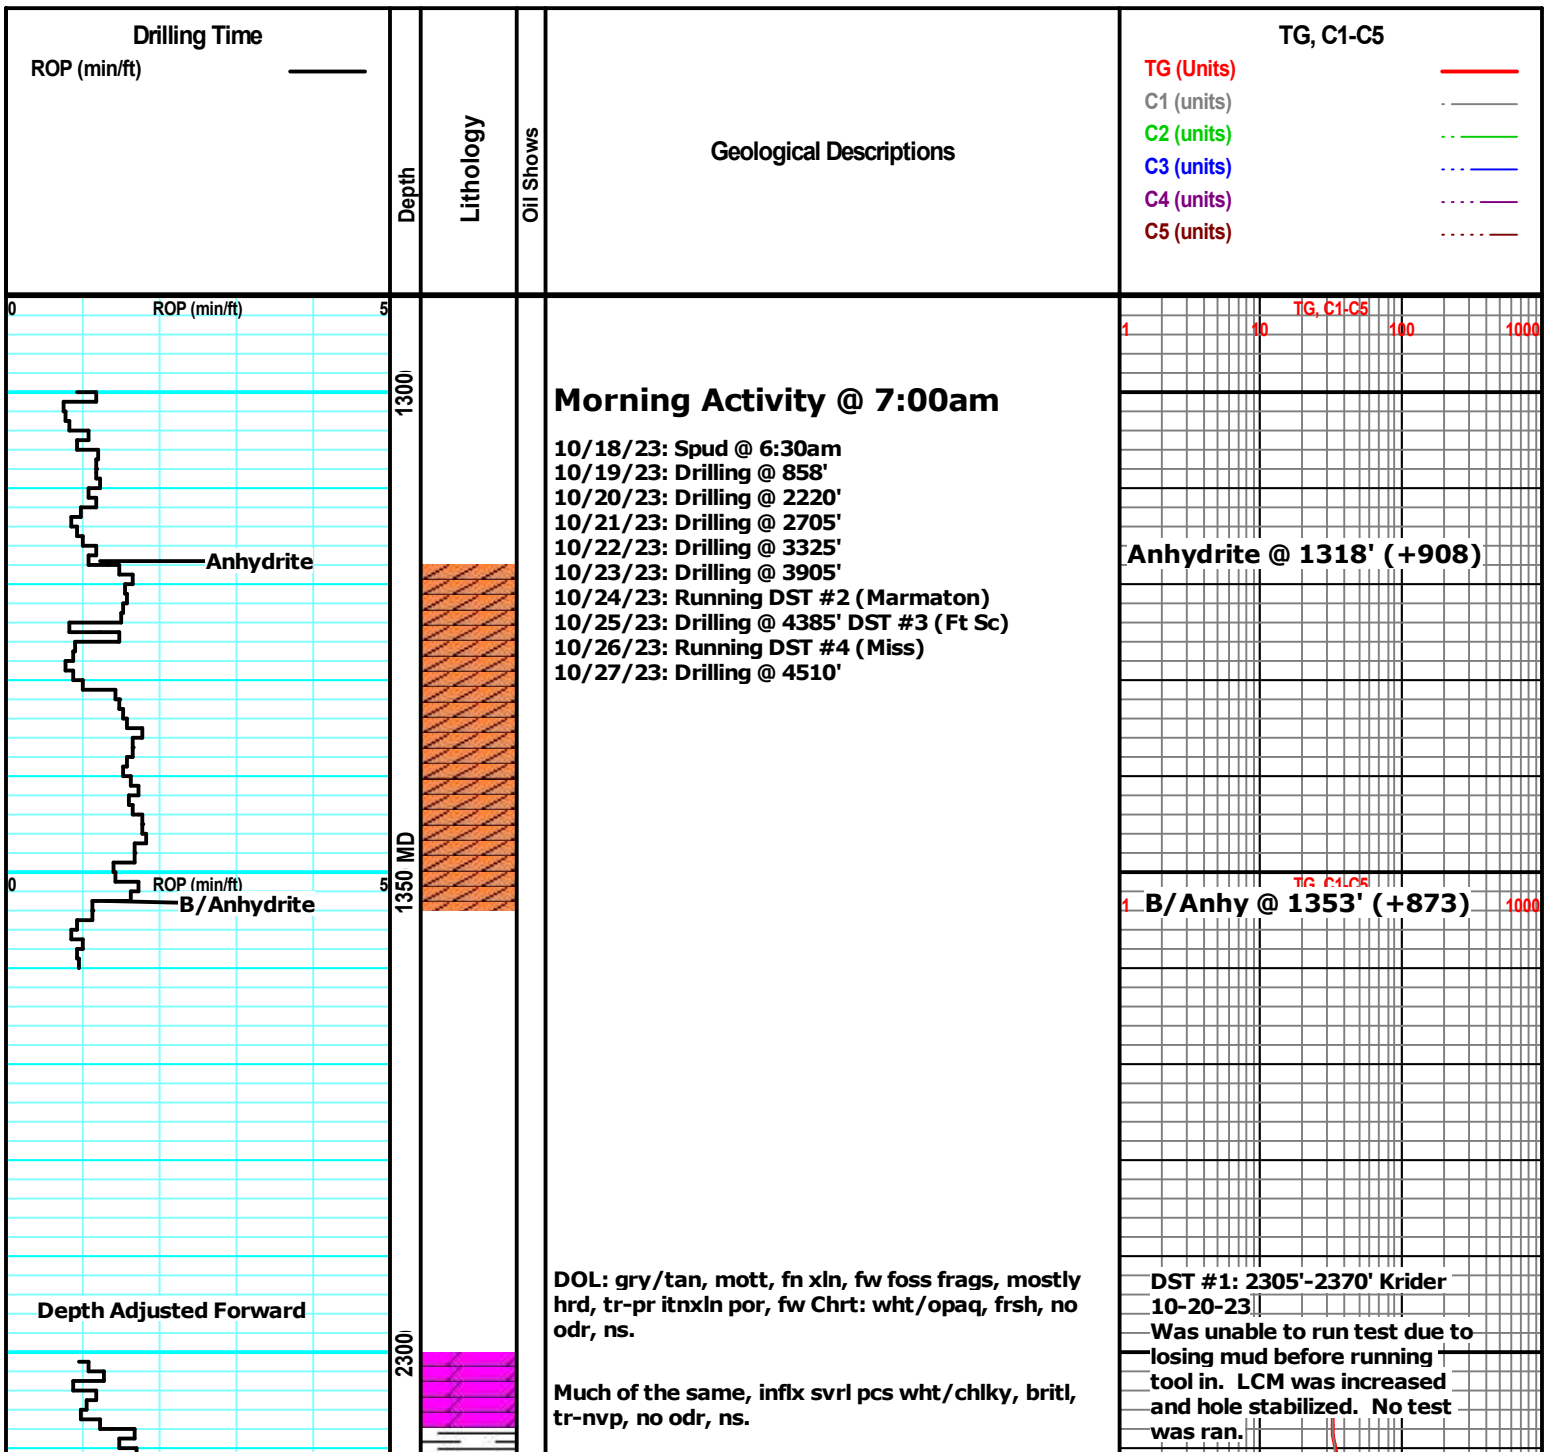 Drilling Time
ROP (min/ft)
Depth
Lithology
Oil Shows
Geological Descriptions
TG, C1-C5
TG (Units)
C1 (units)
C2 (units)
C3 (units)
C4 (units)
C5 (units)
0 ROP (min/ft) 5
TG, C1-C5
1 10 100 1000
1300
Morning Activity @ 7:00am
10/18/23: Spud @ 6:30am
10/19/23: Drilling @ 858'
10/20/23: Drilling @ 2220'
10/21/23: Drilling @ 2705'
10/22/23: Drilling @ 3325'
10/23/23: Drilling @ 3905'
10/24/23: Running DST #2 (Marmaton)
10/25/23: Drilling @ 4385' DST #3 (Ft Sc)
10/26/23: Running DST #4 (Miss)
10/27/23: Drilling @ 4510'
Anhydrite
Anhydrite @ 1318' (+908)
1350 MD
0 ROP (min/ft) 5
TG, C1-C5
B/Anhydrite
1 B/Anhy @ 1353' (+873) 1000
Depth Adjusted Forward
2300
DOL: gry/tan, mott, fn xln, fw foss frags, mostly
hrd, tr-pr itnxln por, fw Chrt: wht/opaq, frsh, no
odr, ns.
Much of the same, inflx svrl pcs wht/chlky, britl,
tr-nvp, no odr, ns.
DST #1: 2305'-2370' Krider
10-20-23
Was unable to run test due to
losing mud before running
tool in. LCM was increased
and hole stabilized. No test
was ran.